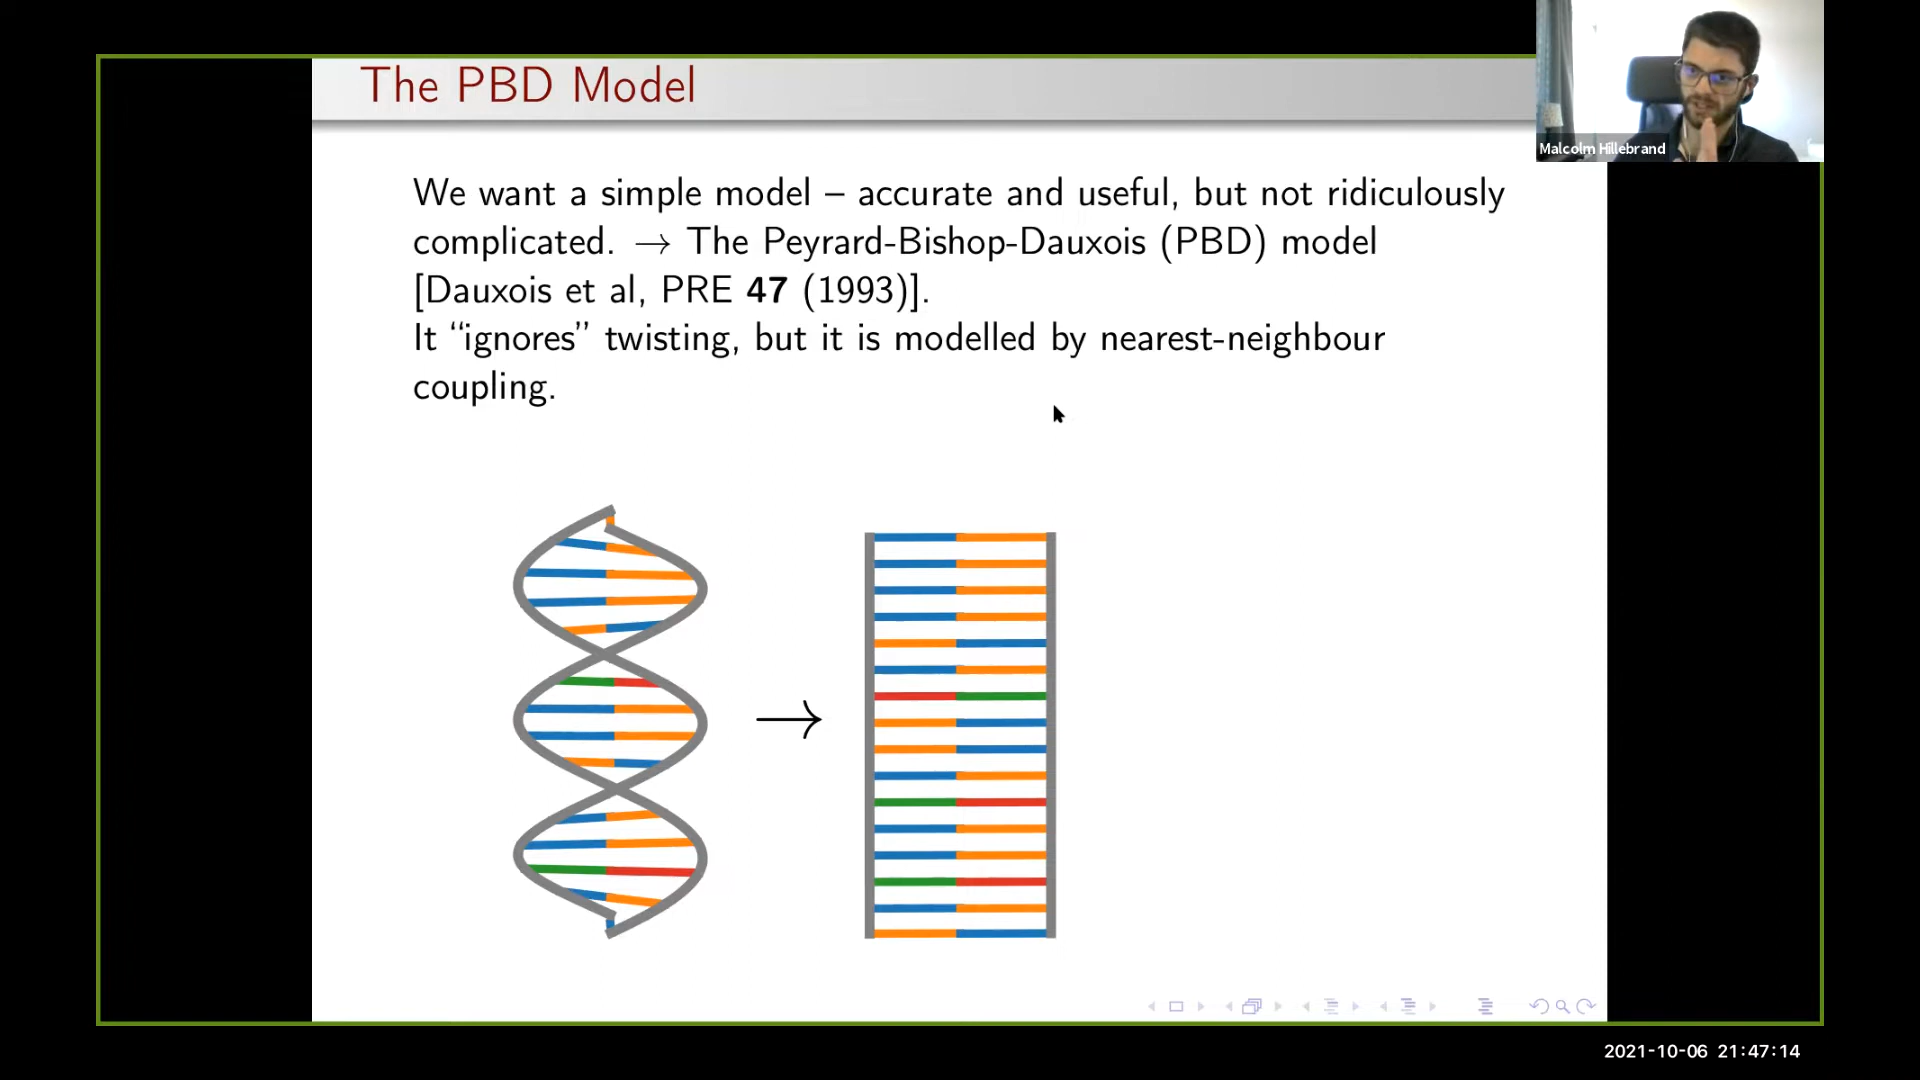 The PBD Model
Malcolm Hillebrand
We want a simple model – accurate and useful, but not ridiculously
complicated. → The Peyrard-Bishop-Dauxois (PBD) model
[Dauxois et al, PRE 47 (1993)].
It “ignores” twisting, but it is modelled by nearest-neighbour
coupling.
2021-10-06 21:47:14